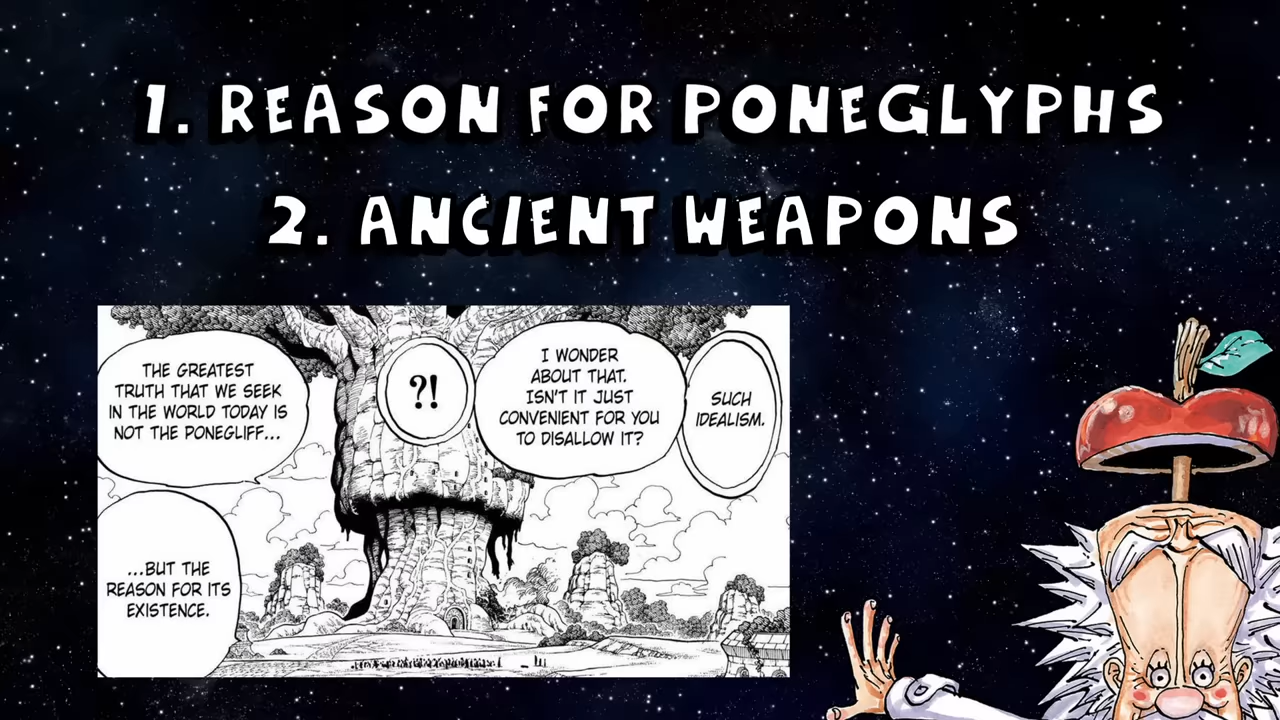 1. REASON FOR PONEGLYPHS
2. ANCIENT WEAPONS
THE GREATEST
TRUTH THAT WE SEEK
IN THE WORLD TODAY IS
NOT THE PONEGLIFF...
?!
I WONDER
ABOUT THAT.
ISN'T IT JUST
CONVENIENT FOR YOU
TO DISALLOW IT?
SUCH
IDEALISM.
...BUT THE
REASON FOR ITS
EXISTENCE.